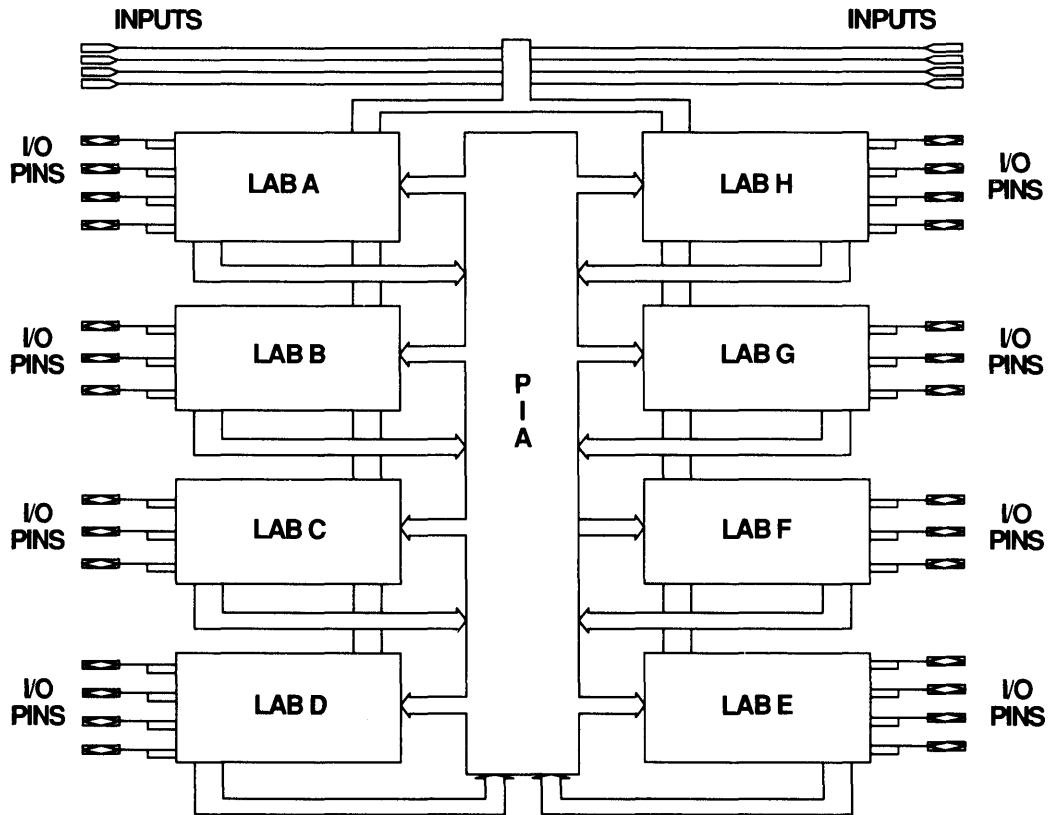 INPUTS
INPUTS
I/O
PINS
LAB A
LAB H
I/O
PINS
I/O
PINS
LAB B
LAB G
I/O
PINS
P
I
A
I/O
PINS
LAB C
LAB F
I/O
PINS
I/O
PINS
LAB D
LAB E
I/O
PINS